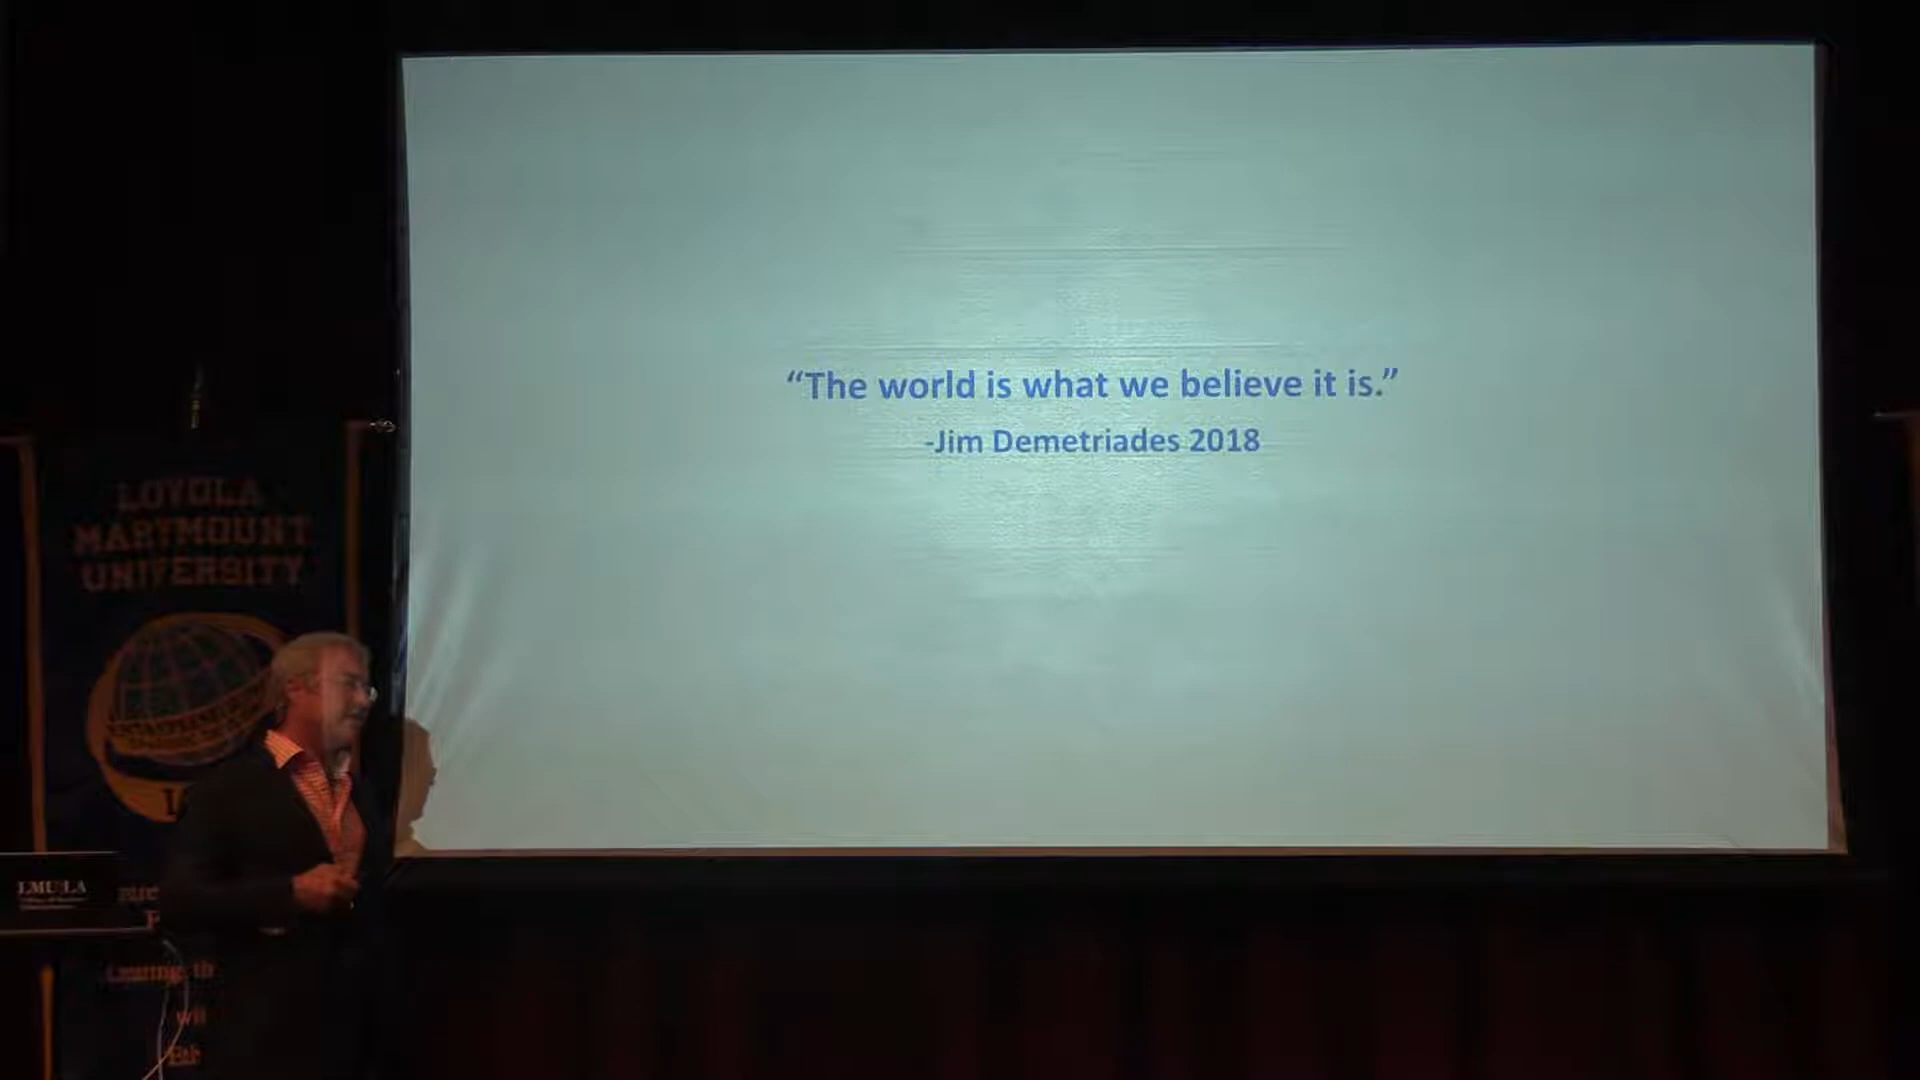 “The world is what we believe it is.”
-Jim Demetriades 2018
LOYOLA
MARYMOUNT
UNIVERSITY
LMU|LA